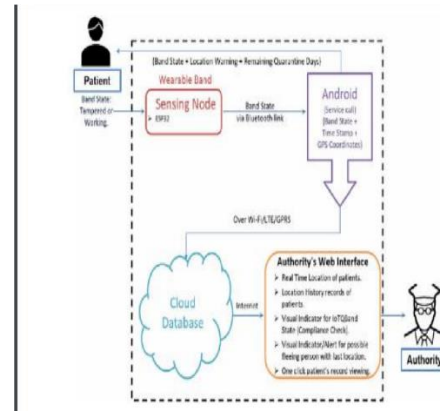 (Band State + Location Warning + Remaining Quarantine Days)
Patient
Band State:
Tampered or
Working.
Wearable Band
Sensing Node
➢ ESP32
Band State
via Bluetooth link
Android
(Service call)
(Band State +
Time Stamp +
GPS Coordinates)
Over Wi-Fi/LTE/GPRS
Cloud
Database
Internet
Authority's Web Interface
➢ Real Time Location of patients.
➢ Location History records of
patients.
➢ Visual Indicator for IoTQBand
State (Compliance Check).
➢ Visual Indicator/Alert for possible
fleeing person with last location.
➢ One click patient's record viewing.
Authority